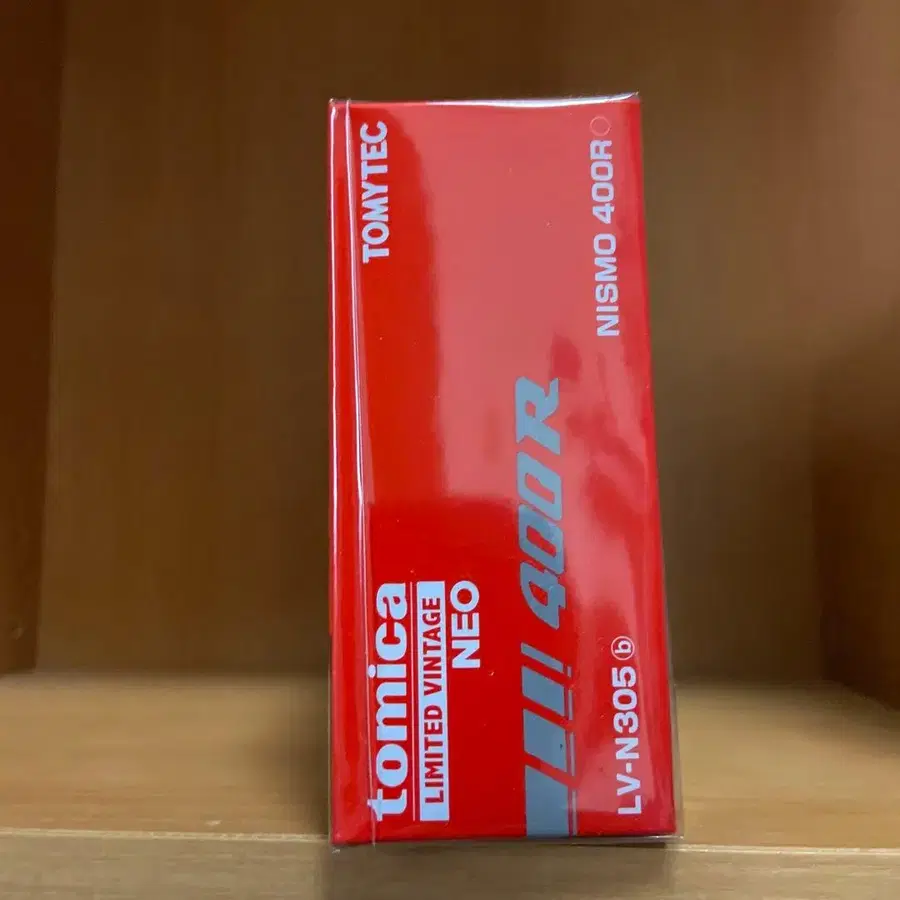 tomica
LIMITED VINTAGE
NEO
TOMYTEC
400R
LV-N305 ⓑ
NISMO 400R